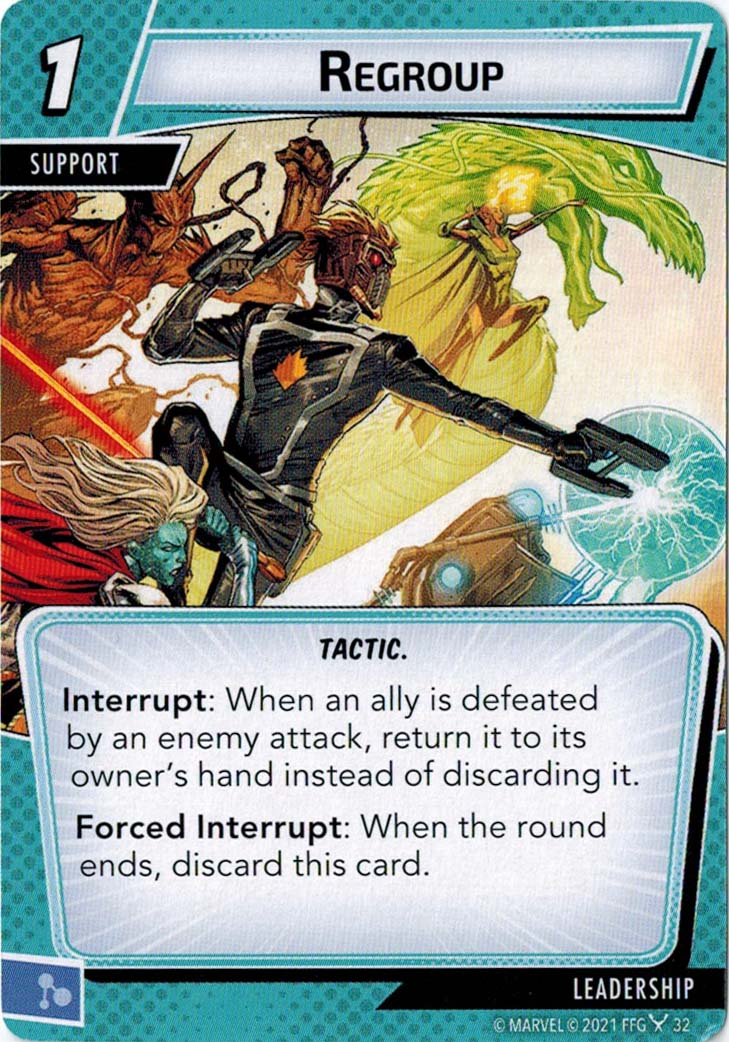 1
REGROUP
SUPPORT
TACTIC.
Interrupt: When an ally is defeated
by an enemy attack, return it to its
owner's hand instead of discarding it.
Forced Interrupt: When the round
ends, discard this card.
LEADERSHIP
© MARVEL © 2021 FFG 32